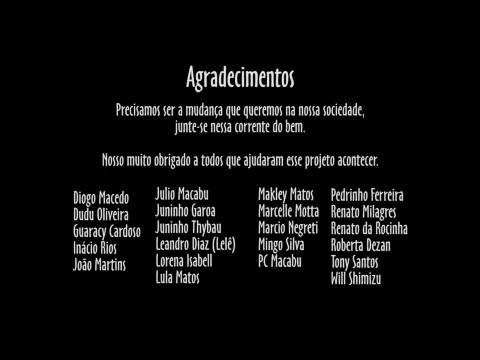 Agradecimentos
Precisamos ser a mudança que queremos na nossa sociedade,
junte-se nessa corrente do bem.
Nosso muito obrigado a todos que ajudaram esse projeto acontecer.
Diogo Macedo
Dudu Oliveira
Guaracy Cardoso
Inácio Rios
João Martins
Julio Macabu
Juninho Garoa
Juninho Thybau
Leandro Diaz (Lelê)
Lorena Isabell
Lula Matos
Makley Matos
Marcelle Motta
Marcio Negreti
Mingo Silva
PC Macabu
Pedrinho Ferreira
Renato Milagres
Renato da Rocinha
Roberta Dezan
Tony Santos
Will Shimizu